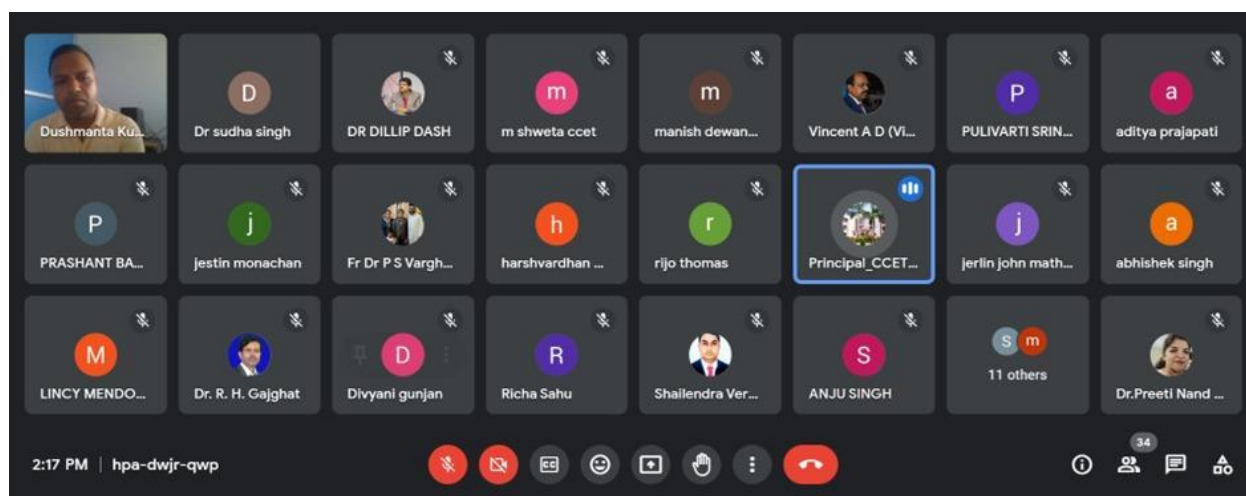 D
m
m
P
a
Dushmanta Ku...
Dr sudha singh
DR DILLIP DASH
m shweta ccet
manish dewan...
Vincent A D (Vi...
PULIVARTI SRIN...
aditya prajapati
P
j
h
r
j
a
PRASHANT BA...
jestin monachan
Fr Dr P S Vargh...
harshvardhan ...
rijo thomas
Principal_CCET...
jerlin john math...
abhishek singh
M
D
R
S
S m
LINCY MENDO...
Dr. R. H. Gajghat
Divyani gunjan
Richa Sahu
Shailendra Ver...
ANJU SINGH
11 others
Dr.Preeti Nand ...
2:17 PM | hpa-dwjr-qwp
CC
34